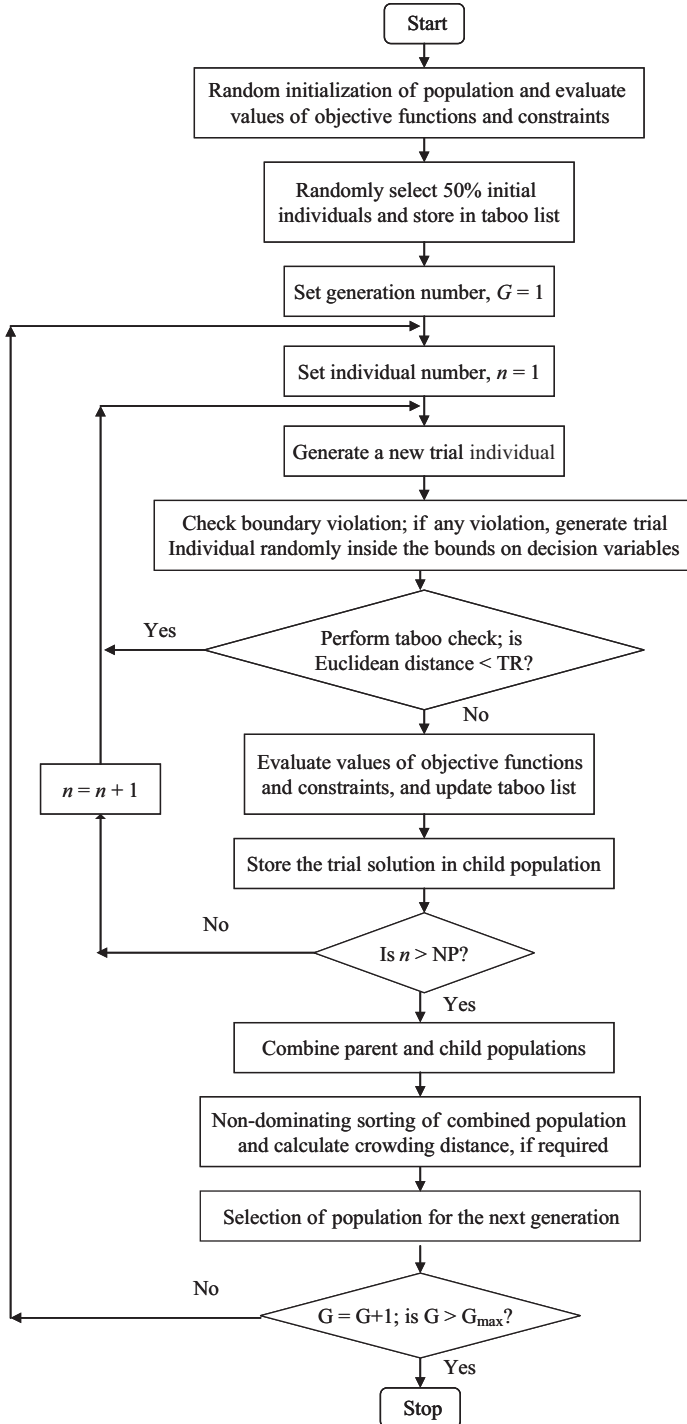 Start
Random initialization of population and evaluate
values of objective functions and constraints
Randomly select 50% initial
individuals and store in taboo list
Set generation number, G = 1
Set individual number, n = 1
Generate a new trial individual
Check boundary violation; if any violation, generate trial
Individual randomly inside the bounds on decision variables
Yes
Perform taboo check; is
Euclidean distance < TR?
No
Evaluate values of objective functions
and constraints, and update taboo list
n = n + 1
Store the trial solution in child population
No
Is n > NP?
Yes
Combine parent and child populations
Non-dominating sorting of combined population
and calculate crowding distance, if required
Selection of population for the next generation
No
G = G+1; is G > Gmax?
Yes
Stop